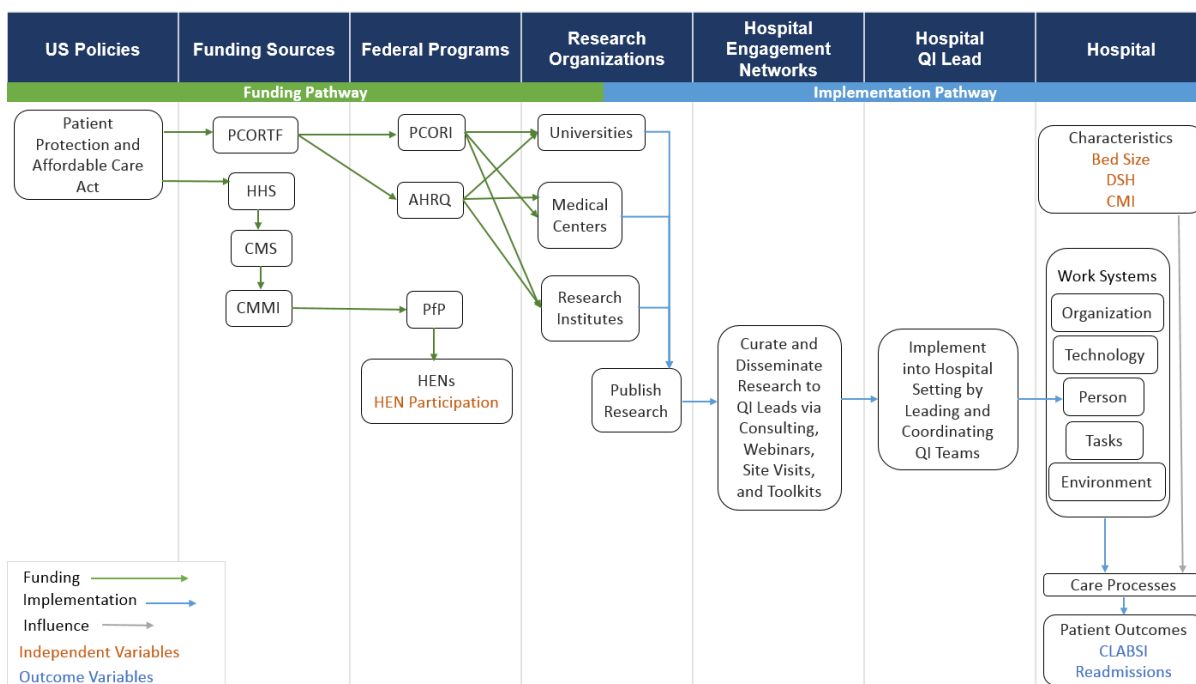 US Policies
Funding Sources
Federal Programs
Research
Organizations
Hospital
Engagement
Networks
Hospital
QI Lead
Hospital
Funding Pathway
Implementation Pathway
Patient
Protection and
Affordable Care
Act
PCORTF
HHS
CMS
CMMI
PCORI
AHRQ
PfP
HENs
HEN Participation
Universities
Medical
Centers
Research
Institutes
Publish
Research
Curate and
Disseminate
Research to
QI Leads via
Consulting,
Webinars,
Site Visits,
and Toolkits
Implement
into Hospital
Setting by
Leading and
Coordinating
QI Teams
Characteristics
Bed Size
DSH
CMI
Work Systems
Organization
Technology
Person
Tasks
Environment
Care Processes
Patient Outcomes
CLABSI
Readmissions
Funding
Implementation
Influence
Independent Variables
Outcome Variables